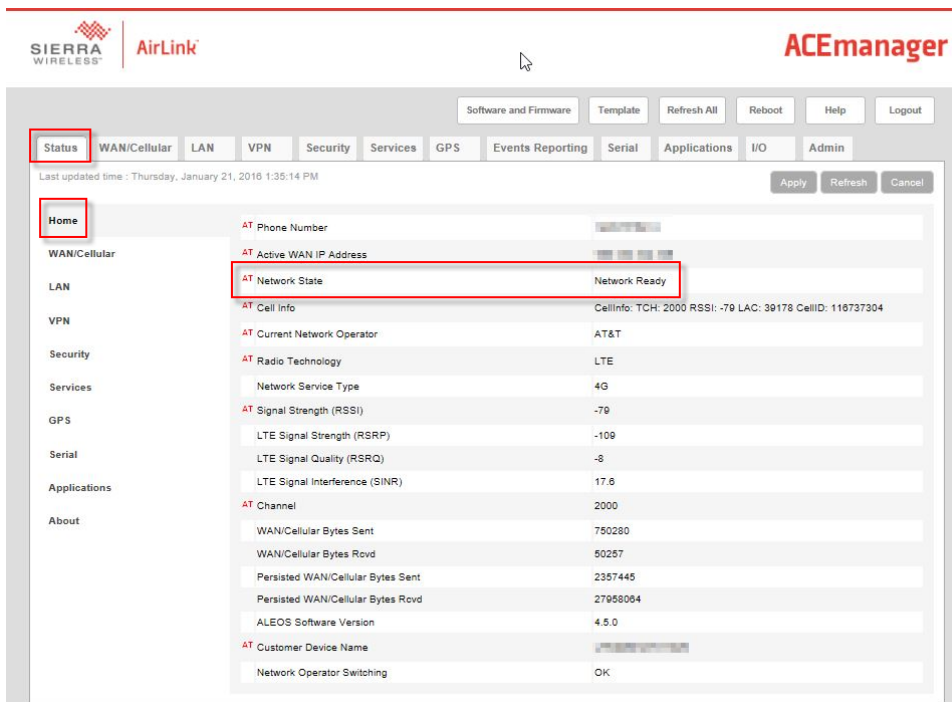 SIERRA WIRELESS AirLink ACEmanager
Software and Firmware Template Refresh All Reboot Help Logout
Status WAN/Cellular LAN VPN Security Services GPS Events Reporting Serial Applications I/O Admin
Last updated time : Thursday, January 21, 2016 1:35:14 PM Apply Refresh Cancel
Home
WAN/Cellular
LAN
VPN
Security
Services
GPS
Serial
Applications
About
AT Phone Number
AT Active WAN IP Address
AT Network State Network Ready
AT Cell Info CellInfo: TCH: 2000 RSSI: -79 LAC: 39178 CellID: 116737304
AT Current Network Operator AT&T
AT Radio Technology LTE
Network Service Type 4G
AT Signal Strength (RSSI) -79
LTE Signal Strength (RSRP) -109
LTE Signal Quality (RSRQ) -8
LTE Signal Interference (SINR) 17.6
AT Channel 2000
WAN/Cellular Bytes Sent 750280
WAN/Cellular Bytes Rcvd 50257
Persisted WAN/Cellular Bytes Sent 2357445
Persisted WAN/Cellular Bytes Rcvd 27958064
ALEOS Software Version 4.5.0
AT Customer Device Name
Network Operator Switching OK